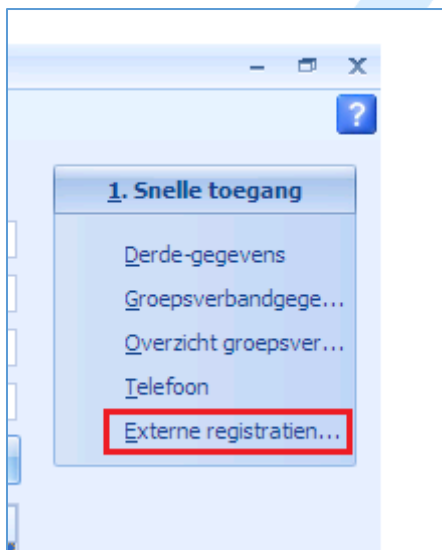 ?
1. Snelle toegang
Derde-gegevens
Groepsverbandgege...
Overzicht groepsver...
Telefoon
Externe registratien...